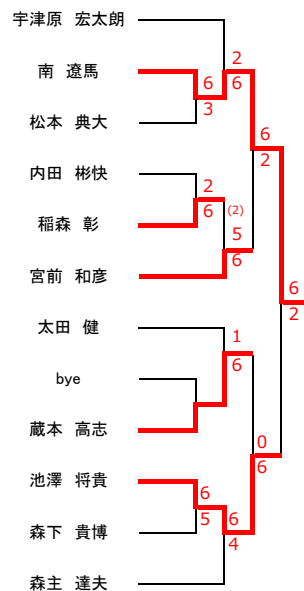 宇津原 宏太朗
2
南 遼馬
6
6
3
松本 典大
6
2
内田 彬快
2
6
(2)
稲森 彰
5
6
宮前 和彦
6
2
太田 健
1
6
bye
蔵本 高志
0
6
池澤 将貴
6
5
6
4
森下 貴博
森主 達夫